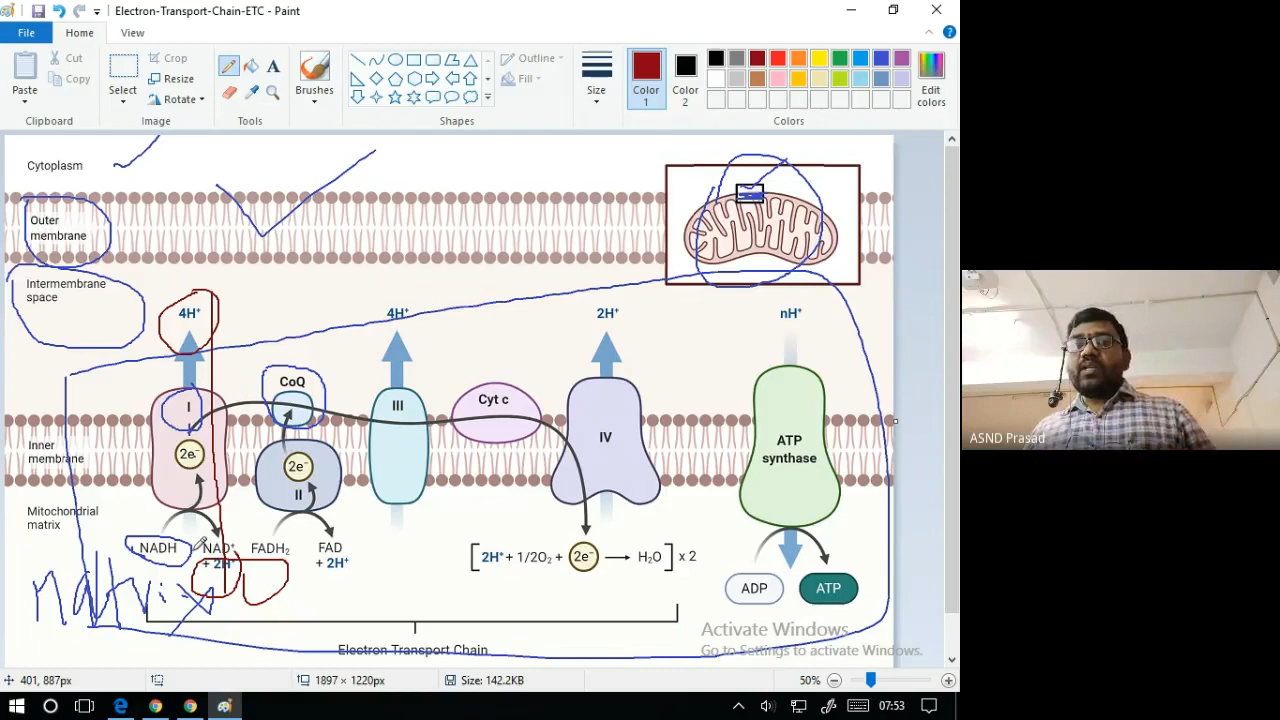 Electron-Transport-Chain-ETC - Paint
File Home View
Paste
Cut
Copy
Clipboard
Select
Crop
Resize
Rotate
Image
A
Tools
Brushes
Shapes
Outline
Fill
Size
Color 1
Color 2
Edit colors
Colors
Cytoplasm
Outer membrane
Intermembrane space
4H⁺ 4H⁺ 2H⁺ nH⁺
CoQ
I
III
Cyt c
IV
ATP synthase
Inner membrane
2e⁻
2e⁻
II
Mitochondrial matrix
NADH NAD⁺ + 2H⁺ FADH₂ FAD + 2H⁺
[2H⁺ + 1/2O₂ 2e⁻ → H₂O] x 2
ADP ATP
matrix
Electron Transport Chain
Activate Windows
Go to Settings to activate Windows.
401, 887px 1897 × 1220px Size: 142.2KB 50%
07:53
ASND Prasad